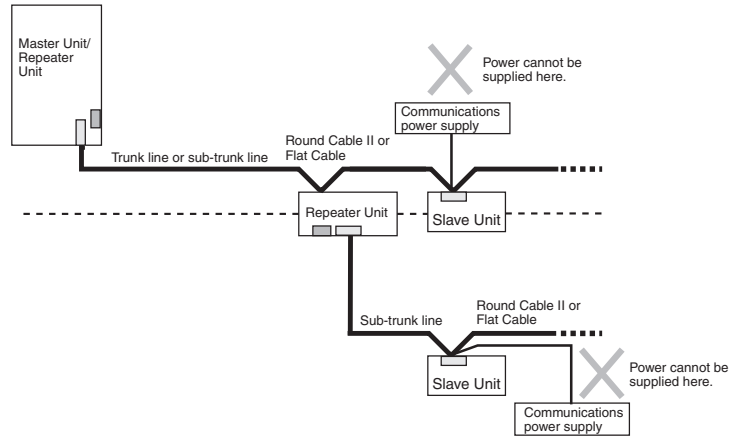 Master Unit/
Repeater
Unit
Power cannot be
supplied here.
Communications
power supply
Round Cable II or
Flat Cable
Trunk line or sub-trunk line
Repeater Unit
Slave Unit
Sub-trunk line
Round Cable II or
Flat Cable
Slave Unit
Power cannot be
supplied here.
Communications
power supply